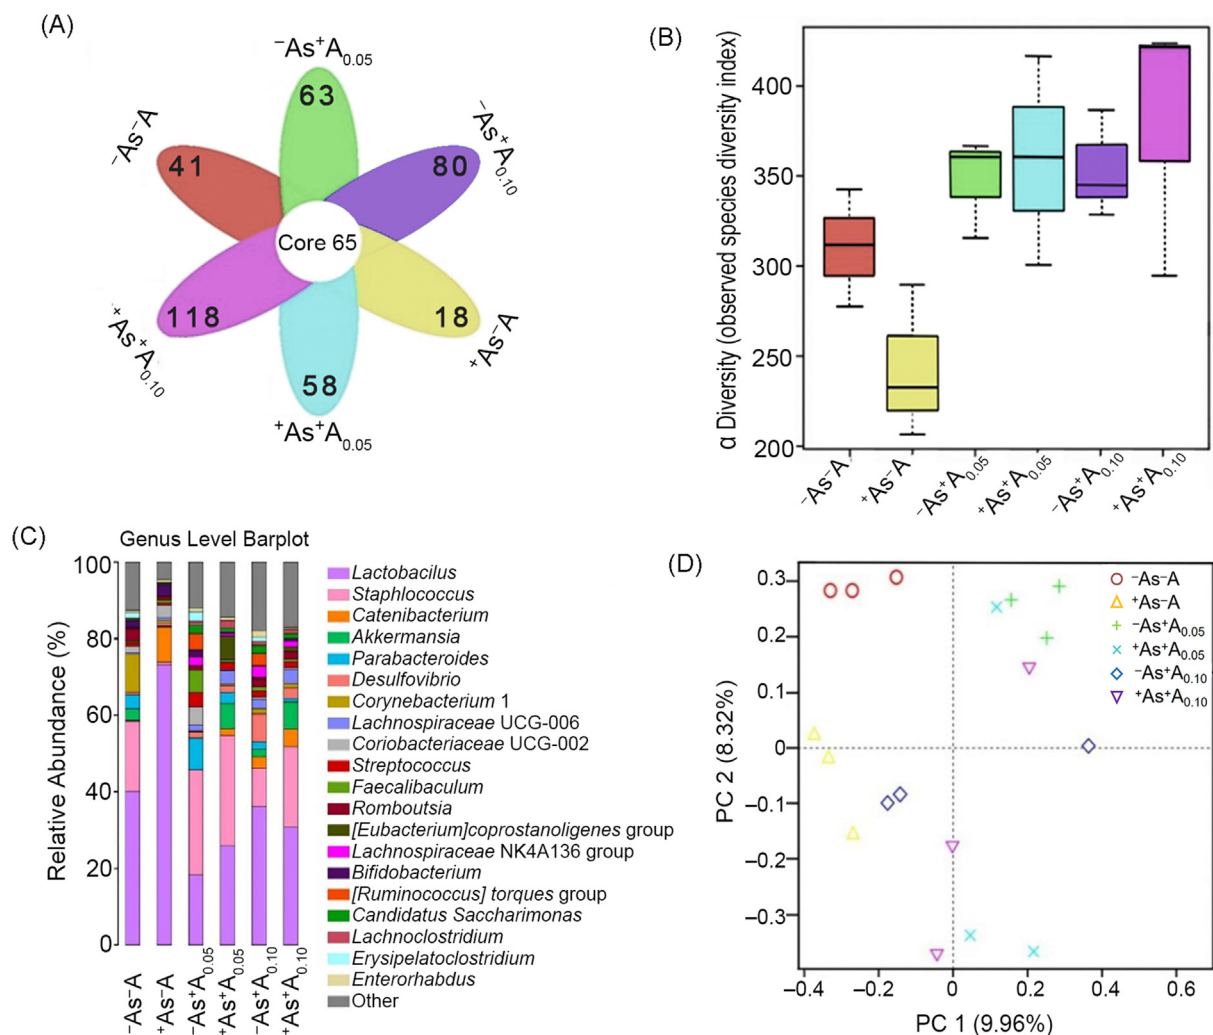 (A)
⁻As⁺A₀.₀₅
63
⁻As⁻A
41
⁻As⁺A₀.₁₀
80
Core 65
118
⁻⁺As⁺A₀.₁₀
18
⁺As⁻A
58
⁺As⁺A₀.₀₅
(B)
α Diversity (observed species diversity index)
400
350
300
250
200
⁻As⁻A
⁺As⁻A
⁻As⁺A₀.₀₅
⁺As⁺A₀.₀₅
⁻As⁺A₀.₁₀
⁺As⁺A₀.₁₀
(C)
Genus Level Barplot
Relative Abundance (%)
100
80
60
40
20
0
⁻As⁻A
⁺As⁻A
⁻As⁺A₀.₀₅
⁺As⁺A₀.₀₅
⁻As⁺A₀.₁₀
⁺As⁺A₀.₁₀
Lactobacilus
Staphlococcus
Catenibacterium
Akkermansia
Parabacteroides
Desulfovibrio
Corynebacterium 1
Lachnospiraceae UCG-006
Coriobacteriaceae UCG-002
Streptococcus
Faecalibaculum
Romboutsia
[Eubacterium]coprostanoligenes group
Lachnospiraceae NK4A136 group
Bifidobacterium
[Ruminococcus] torques group
Candidatus Saccharimonas
Lachnoclostridium
Erysipelatoclostridium
Enterorhabdus
Other
(D)
PC 2 (8.32%)
0.3
0.2
0.1
0
−0.1
−0.2
−0.3
−0.4
−0.2
0
0.2
0.4
0.6
PC 1 (9.96%)
⁻As⁻A
⁺As⁻A
⁻As⁺A₀.₀₅
⁺As⁺A₀.₀₅
⁻As⁺A₀.₁₀
⁺As⁺A₀.₁₀